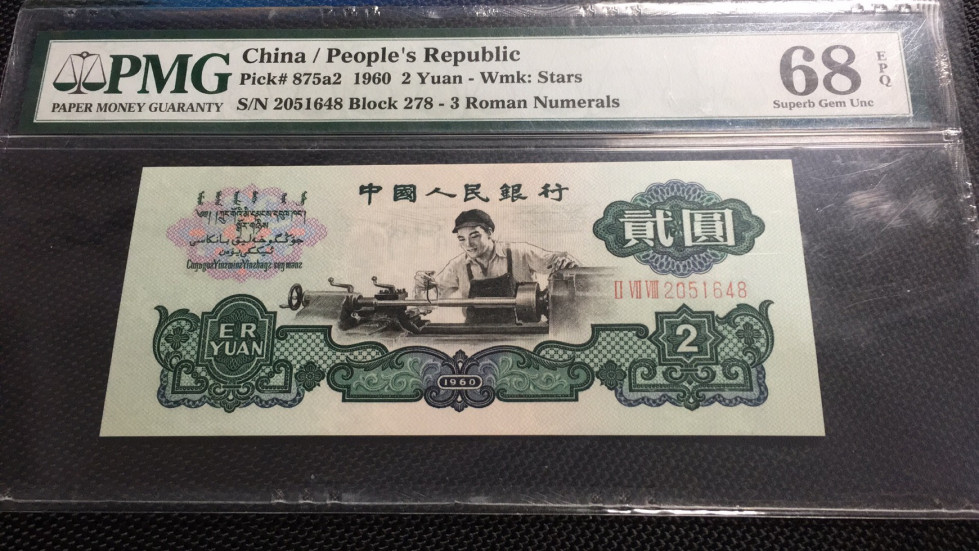 PMG
PAPER MONEY GUARANTY
China / People's Republic
Pick# 875a2 1960 2 Yuan - Wmk: Stars
S/N 2051648 Block 278 - 3 Roman Numerals
68
EPQ
Superb Gem Unc
中國人民銀行
貳圓
II VII VIII 2051648
ER
YUAN
1960
2